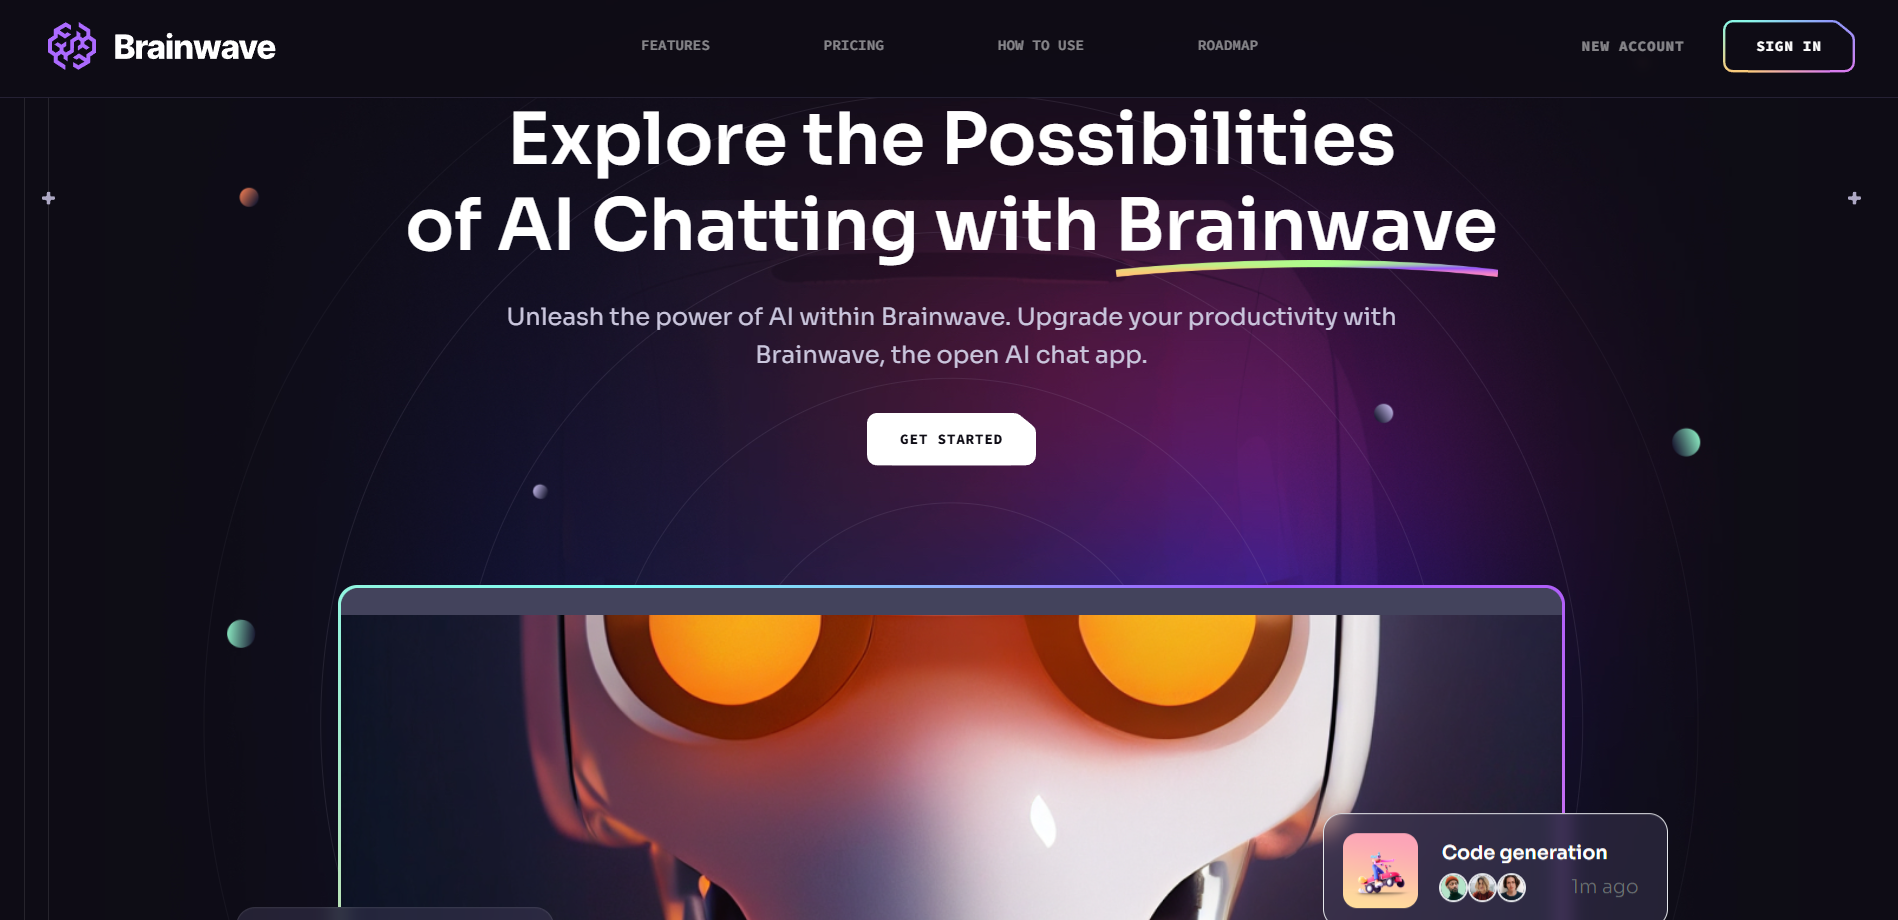 Brainwave
FEATURES
PRICING
HOW TO USE
ROADMAP
NEW ACCOUNT
SIGN IN
Explore the Possibilities
of AI Chatting with Brainwave
Unleash the power of AI within Brainwave. Upgrade your productivity with
Brainwave, the open AI chat app.
GET STARTED
Code generation
1m ago